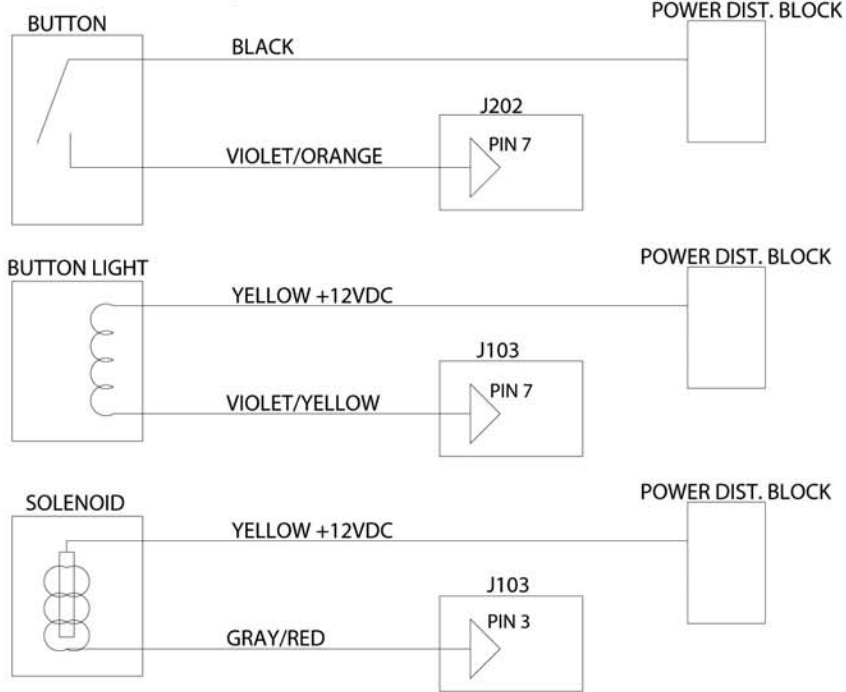 POWER DIST. BLOCK
BUTTON
BLACK
J202
PIN 7
VIOLET/ORANGE
POWER DIST. BLOCK
BUTTON LIGHT
YELLOW +12VDC
J103
PIN 7
VIOLET/YELLOW
POWER DIST. BLOCK
SOLENOID
YELLOW +12VDC
J103
PIN 3
GRAY/RED